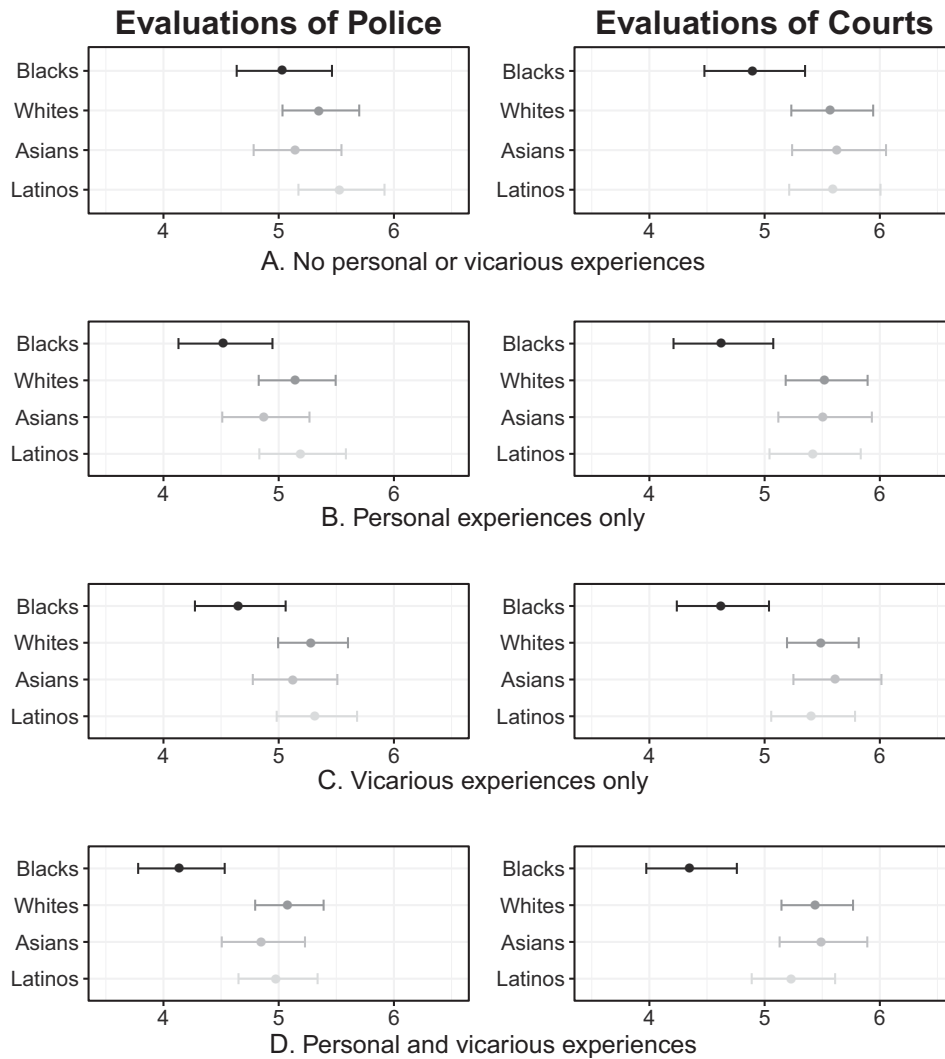 Evaluations of Police Evaluations of Courts
Blacks Blacks
Whites Whites
Asians Asians
Latinos Latinos
4 5 6 4 5 6
A. No personal or vicarious experiences
Blacks Blacks
Whites Whites
Asians Asians
Latinos Latinos
4 5 6 4 5 6
B. Personal experiences only
Blacks Blacks
Whites Whites
Asians Asians
Latinos Latinos
4 5 6 4 5 6
C. Vicarious experiences only
Blacks Blacks
Whites Whites
Asians Asians
Latinos Latinos
4 5 6 4 5 6
D. Personal and vicarious experiences